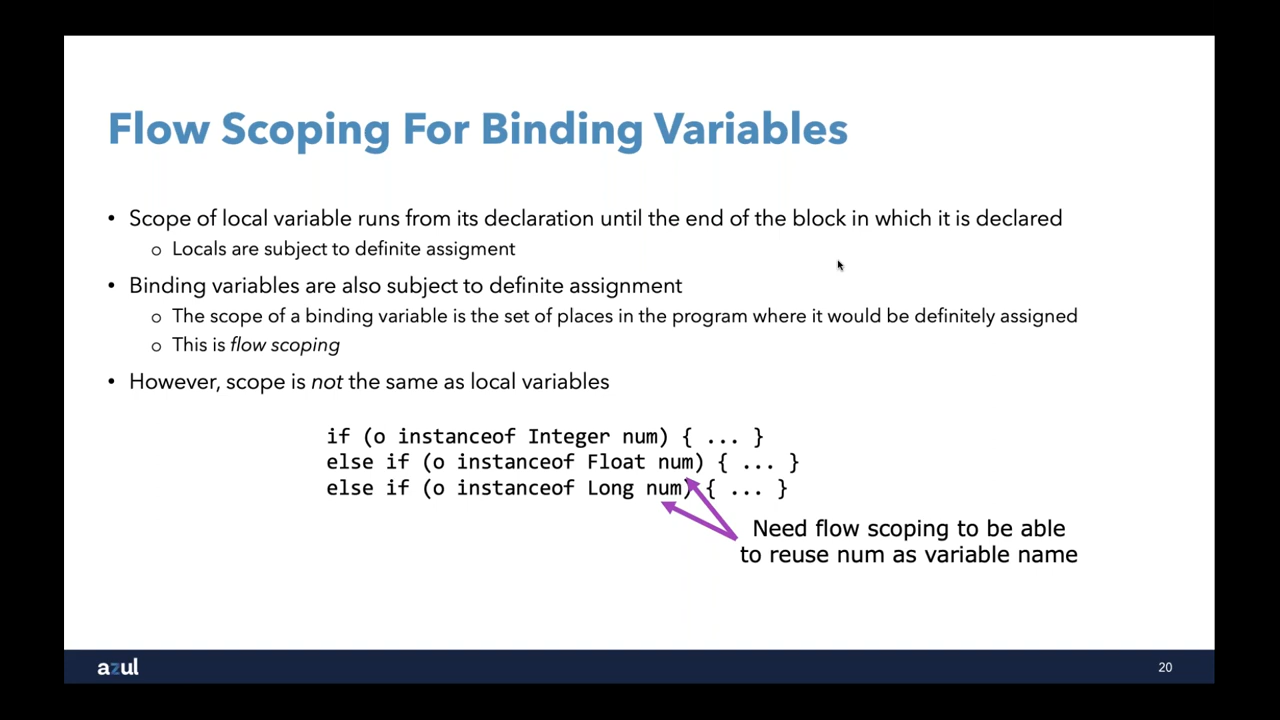 Flow Scoping For Binding Variables
• Scope of local variable runs from its declaration until the end of the block in which it is declared
o Locals are subject to definite assigment
• Binding variables are also subject to definite assignment
o The scope of a binding variable is the set of places in the program where it would be definitely assigned
o This is flow scoping
• However, scope is not the same as local variables
if (o instanceof Integer num) { ... }
else if (o instanceof Float num) { ... }
else if (o instanceof Long num) { ... }
Need flow scoping to be able
to reuse num as variable name
azul
20